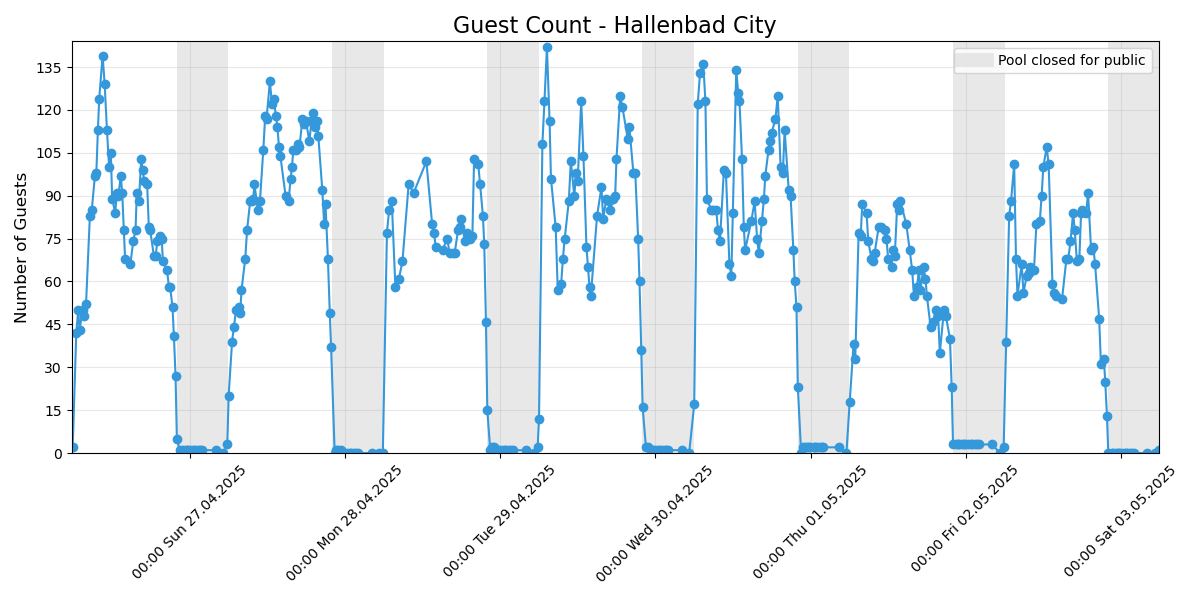 Guest Count - Hallenbad City
Pool closed for public
Number of Guests
135
120
105
90
75
60
45
30
15
0
00:00 Sun 27.04.2025
00:00 Mon 28.04.2025
00:00 Tue 29.04.2025
00:00 Wed 30.04.2025
00:00 Thu 01.05.2025
00:00 Fri 02.05.2025
00:00 Sat 03.05.2025